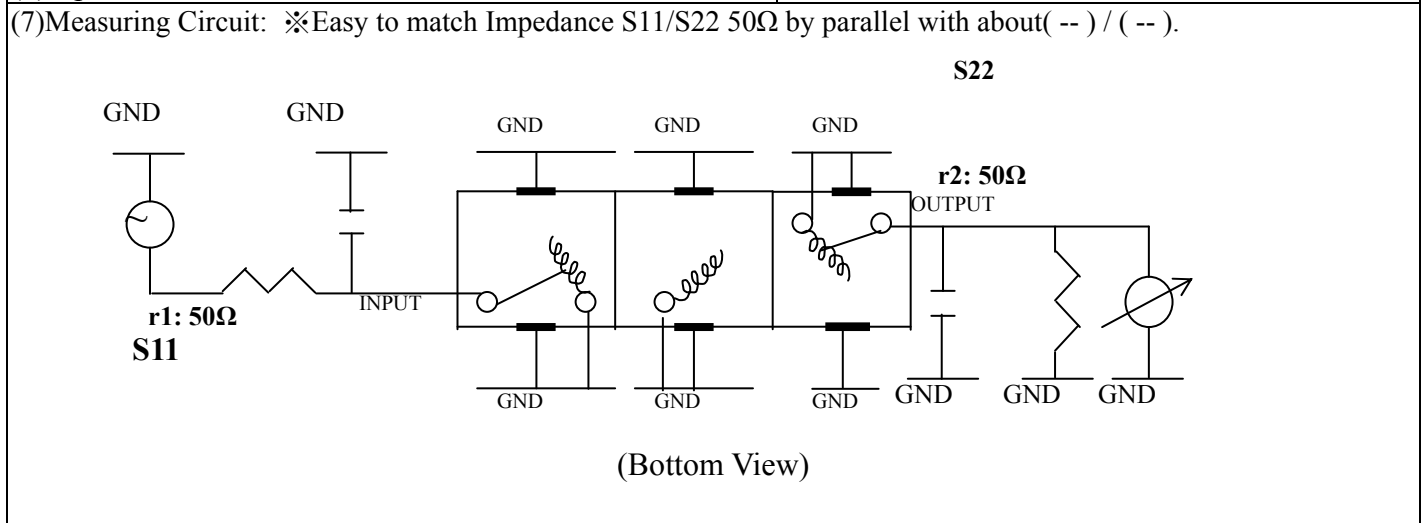 (7)Measuring Circuit: ※Easy to match Impedance S11/S22 50Ω by parallel with about( -- ) / ( -- ).
S22
GND GND GND GND GND
r2: 50Ω
OUTPUT
INPUT
r1: 50Ω
S11
GND GND GND GND GND GND
(Bottom View)